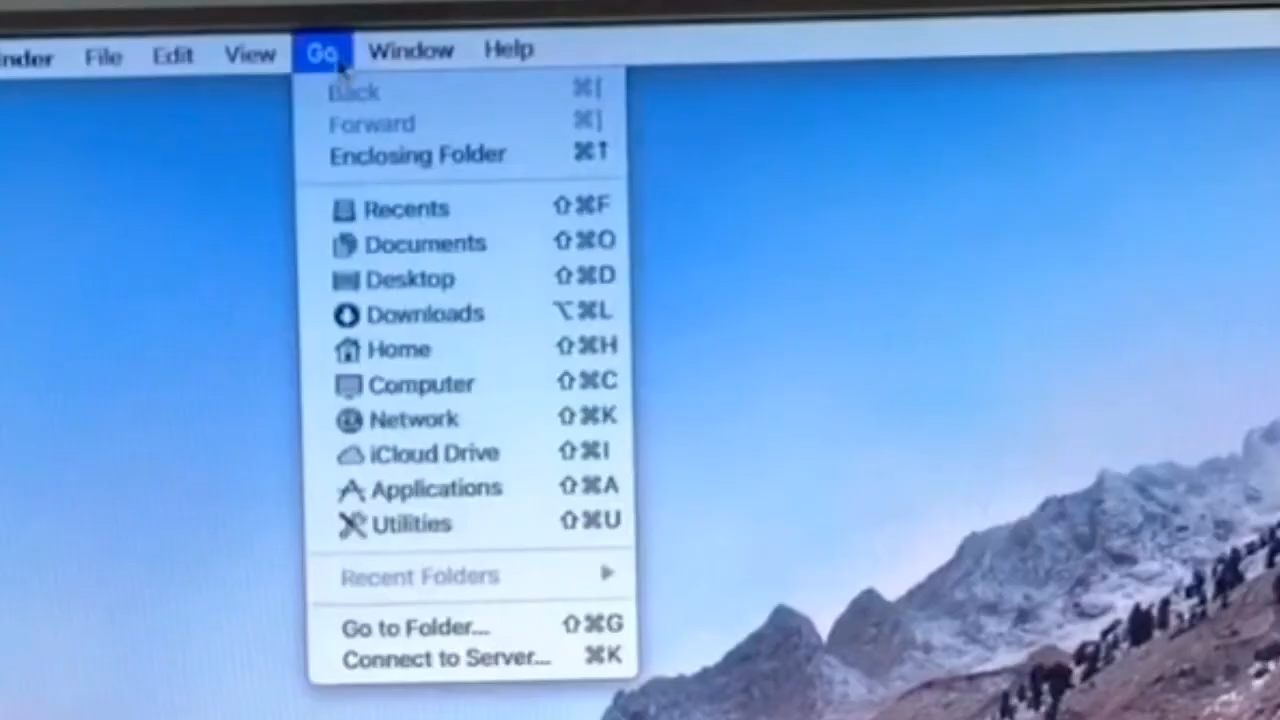 inder File Edit View Go Window Help
Back ⌘[
Forward ⌘]
Enclosing Folder ⌘↑
Recents ⇧⌘F
Documents ⇧⌘O
Desktop ⇧⌘D
Downloads ⌥⌘L
Home ⇧⌘H
Computer ⇧⌘C
Network ⇧⌘K
iCloud Drive ⇧⌘I
Applications ⇧⌘A
Utilities ⇧⌘U
Recent Folders
Go to Folder... ⇧⌘G
Connect to Server... ⌘K